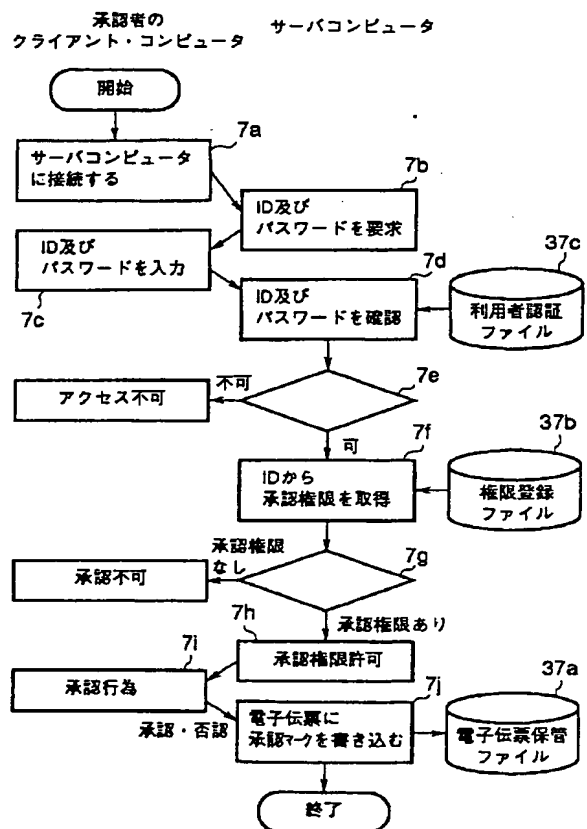 承認者の
クライアント・コンピュータ
サーバコンピュータ
開始
7a
サーバコンピュータ
に接続する
7b
ID及び
パスワードを要求
ID及び
パスワードを入力
7c
7d
ID及び
パスワードを確認
37c
利用者認証
ファイル
7e
不可
アクセス不可
可
7f
IDから
承認権限を取得
37b
権限登録
ファイル
7g
承認権限
なし
承認不可
承認権限あり
7h
承認権限許可
7i
承認行為
承認・否認
7j
電子伝票に
承認マークを書き込む
37a
電子伝票保管
ファイル
終了